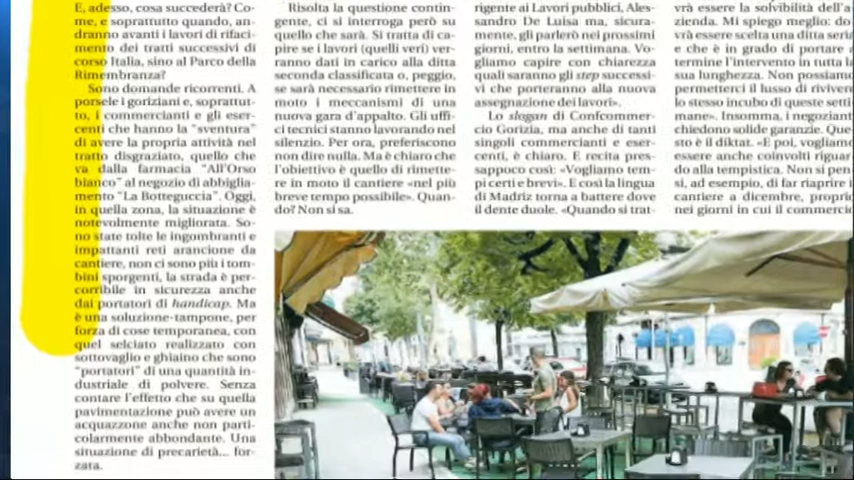 E, adesso, cosa succederà? Co-
me, e soprattutto quando, an-
dranno avanti i lavori di rifaci-
mento dei tratti successivi di
corso Italia, sino al Parco della
Rimembranza?
Sono domande ricorrenti. A
porsele i goriziani e, soprattut-
to, i commercianti e gli eser-
centi che hanno la “sventura”
di avere la propria attività nel
tratto disgraziato, quello che
va dalla farmacia “All'Orso
bianco” al negozio di abbiglia-
mento “La Botteguccia”. Oggi,
in quella zona, la situazione è
notevolmente migliorata. So-
no state tolte le ingombranti e
impattanti reti arancione da
cantiere, non ci sono più i tom-
bini sporgenti, la strada è per-
corribile in sicurezza anche
dai portatori di handicap. Ma
è una soluzione-tampone, per
forza di cose temporanea, con
quel selciato realizzato con
sottovaglio e ghiaino che sono
“portatori” di una quantità in-
dustriale di polvere. Senza
contare l'effetto che su quella
pavimentazione può avere un
acquazzone anche non parti-
colarmente abbondante. Una
situazione di precarietà... for-
zata.
Risolta la questione contin-
gente, ci si interroga però su
quello che sarà. Si tratta di ca-
pire se i lavori (quelli veri) ver-
ranno dati in carico alla ditta
seconda classificata o, peggio,
se sarà necessario rimettere in
moto i meccanismi di una
nuova gara d'appalto. Gli uffi-
ci tecnici stanno lavorando nel
silenzio. Per ora, preferiscono
non dire nulla. Ma è chiaro che
l'obiettivo è quello di rimette-
re in moto il cantiere «nel più
breve tempo possibile». Quan-
do? Non si sa.
rigente ai Lavori pubblici, Ales-
sandro De Luisa ma, sicura-
mente, gli parlerò nei prossimi
giorni, entro la settimana. Vo-
gliamo capire con chiarezza
quali saranno gli step successi-
vi che porteranno alla nuova
assegnazione dei lavori».
Lo slogan di Confcommer-
cio Gorizia, ma anche di tanti
singoli commercianti e eser-
centi, è chiaro. E recita pres-
sappoco così: «Vogliamo tem-
pi certi e brevi». E così la lingua
di Madriz torna a battere dove
il dente duole. «Quando si trat-
vrà essere la solvibilità dell'a-
zienda. Mi spiego meglio: do-
vrà essere scelta una ditta seria
e che è in grado di portare a
termine l'intervento in tutta la
sua lunghezza. Non possiamo
permetterci il lusso di rivivere
lo stesso incubo di queste setti-
mane». Insomma, i negozianti
chiedono solide garanzie. Que-
sto è il diktat. «E poi, vogliamo
essere anche coinvolti riguar-
do alla tempistica. Non si pen-
si, ad esempio, di far riaprire i
cantiere a dicembre, proprio
nei giorni in cui il commercio